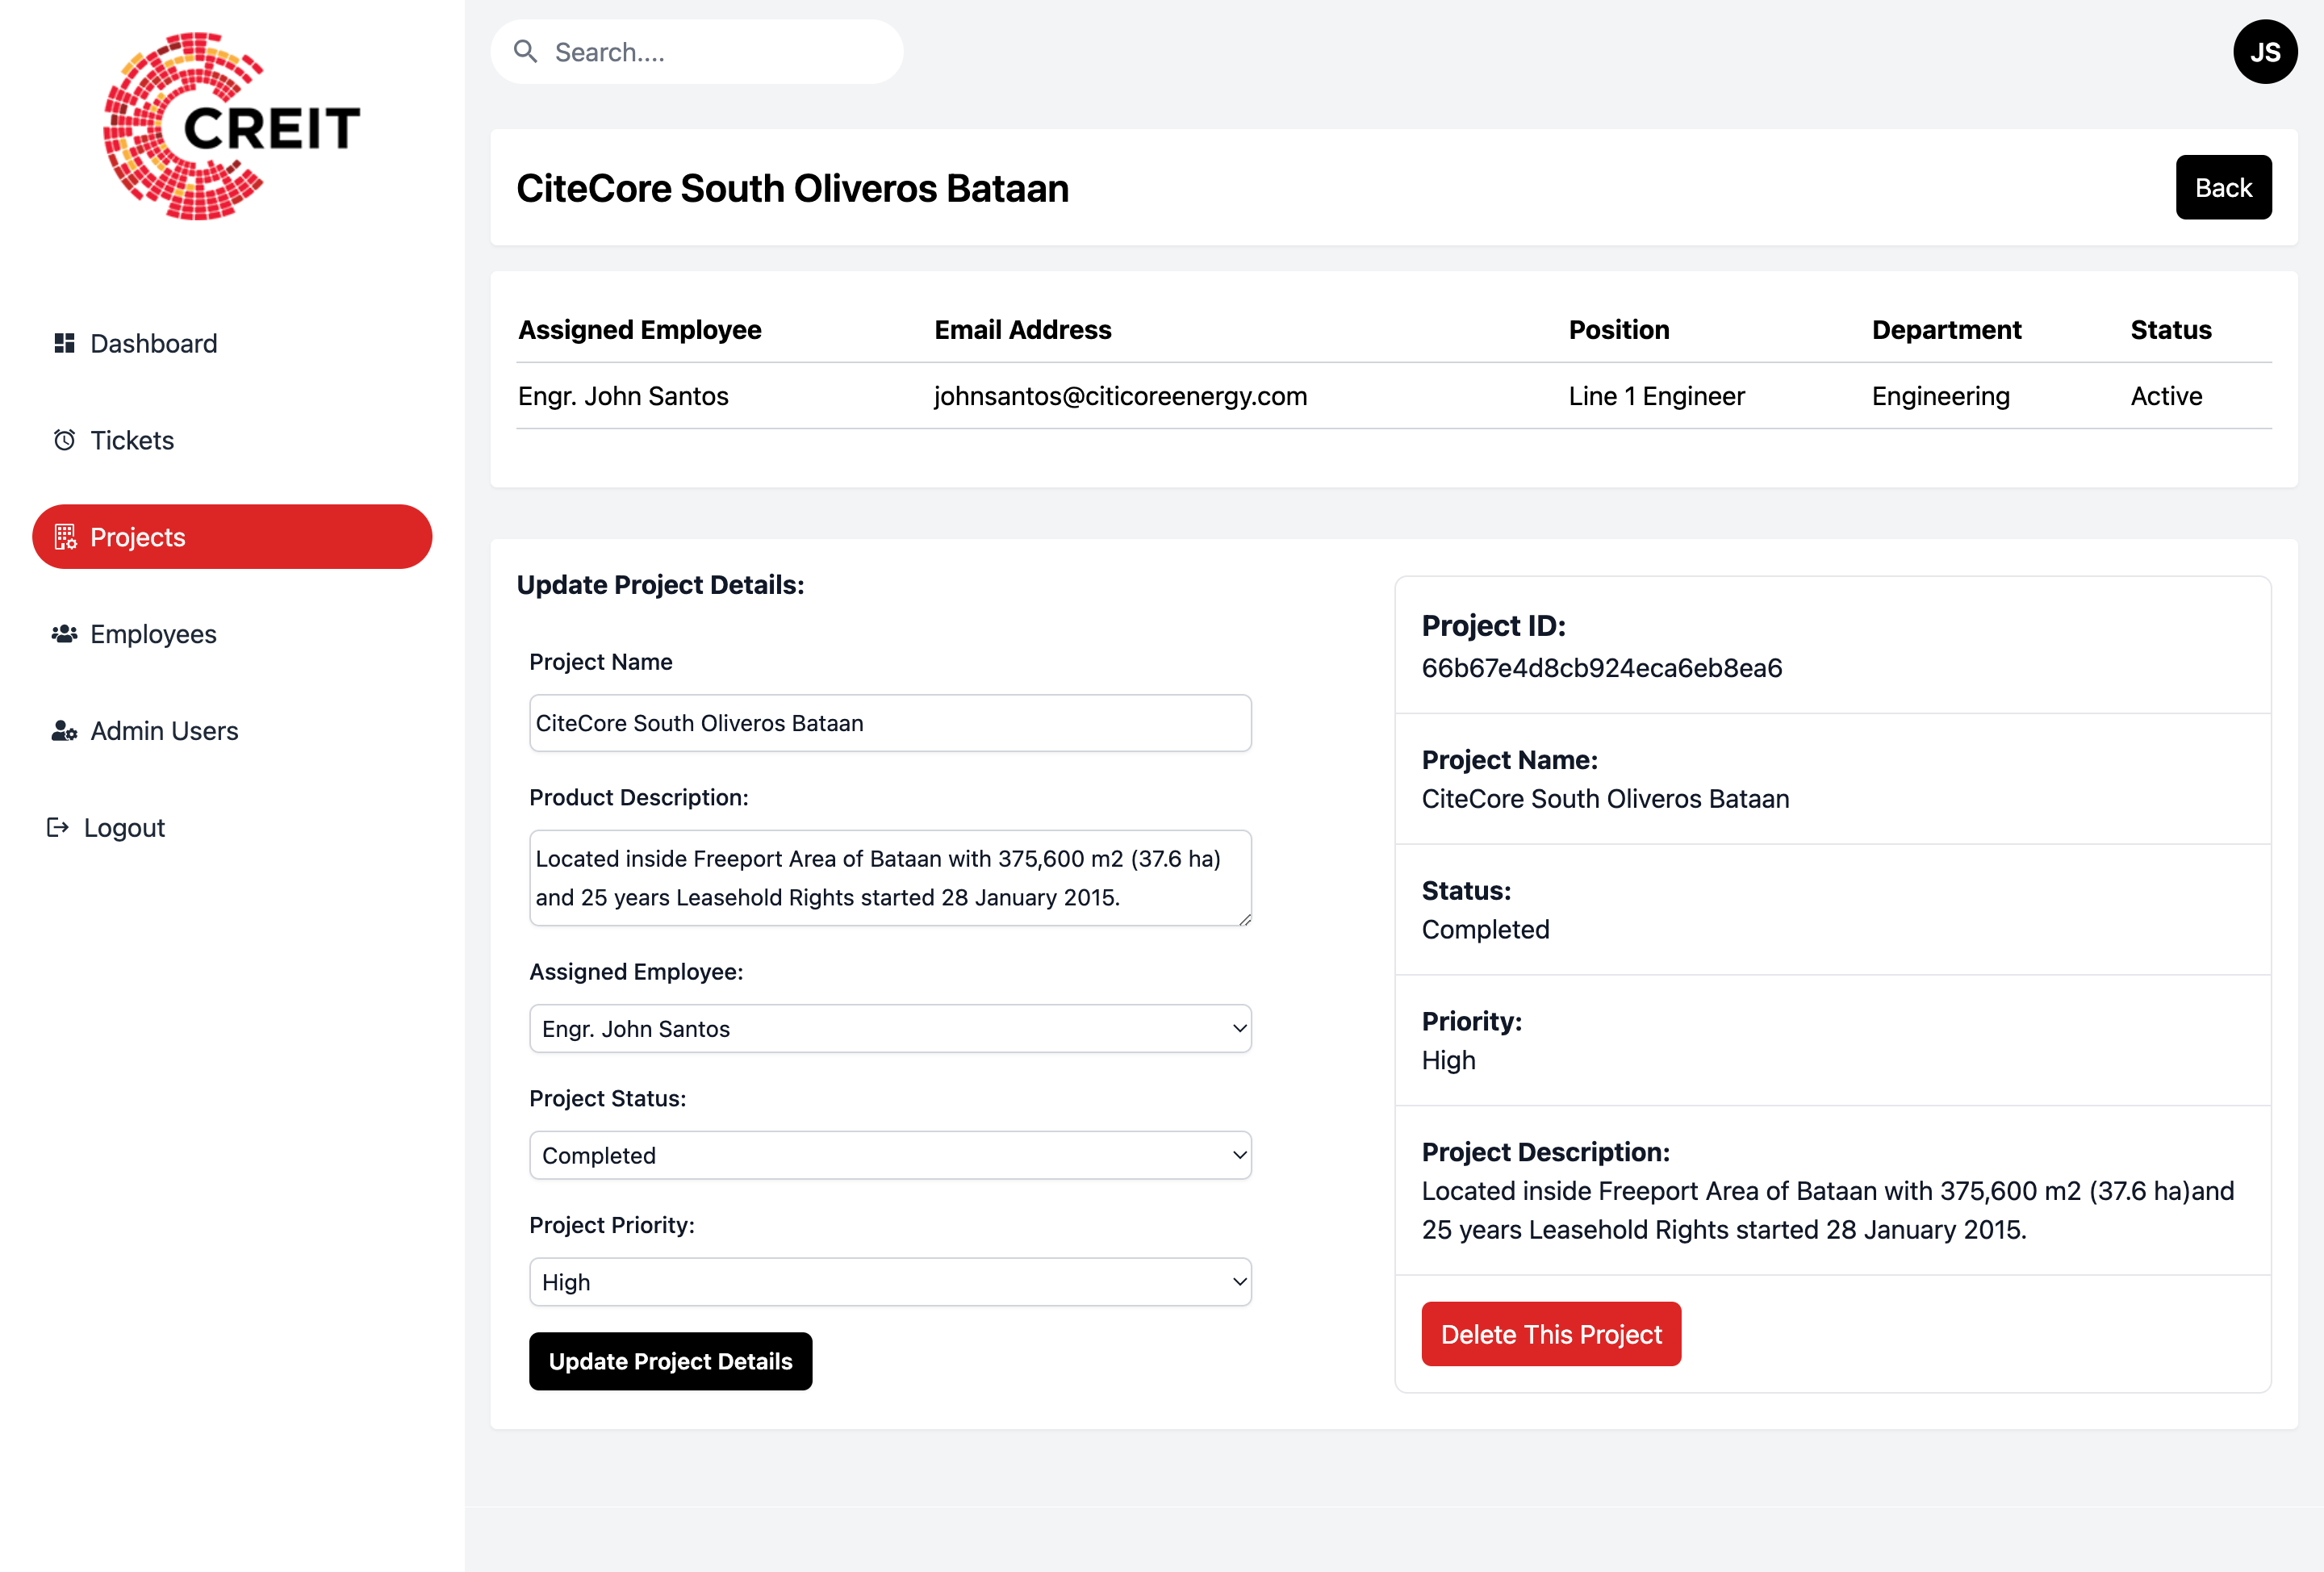 CREIT
Dashboard
Tickets
Projects
Employees
Admin Users
Logout
Search....
JS
CiteCore South Oliveros Bataan
Back
Assigned Employee Email Address Position Department Status
Engr. John Santos johnsantos@citicoreenergy.com Line 1 Engineer Engineering Active
Update Project Details:
Project Name
CiteCore South Oliveros Bataan
Product Description:
Located inside Freeport Area of Bataan with 375,600 m2 (37.6 ha)
and 25 years Leasehold Rights started 28 January 2015.
Assigned Employee:
Engr. John Santos
Project Status:
Completed
Project Priority:
High
Update Project Details
Project ID:
66b67e4d8cb924eca6eb8ea6
Project Name:
CiteCore South Oliveros Bataan
Status:
Completed
Priority:
High
Project Description:
Located inside Freeport Area of Bataan with 375,600 m2 (37.6 ha)and
25 years Leasehold Rights started 28 January 2015.
Delete This Project